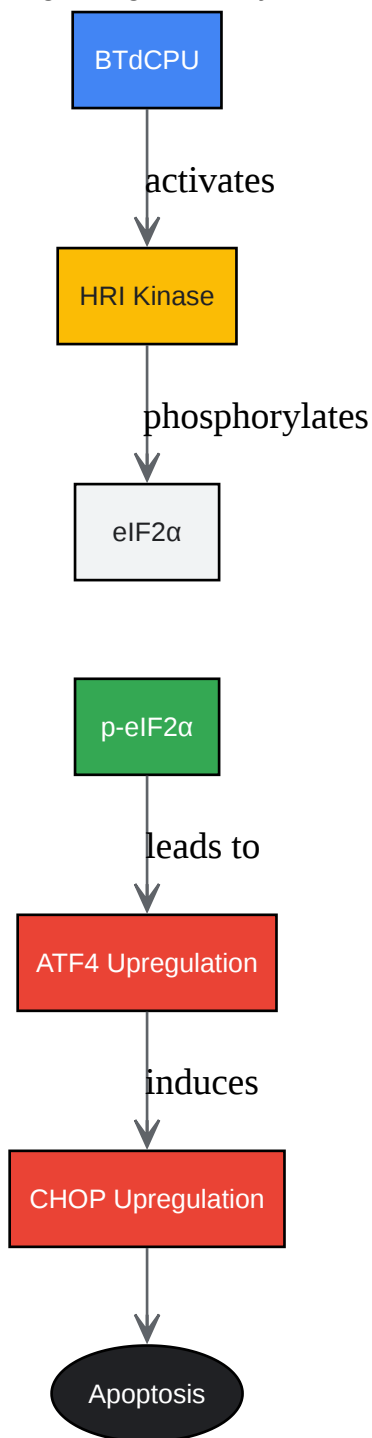 BTdCPU
activates
HRI Kinase
phosphorylates
eIF2α
p-eIF2α
leads to
ATF4 Upregulation
induces
CHOP Upregulation
Apoptosis